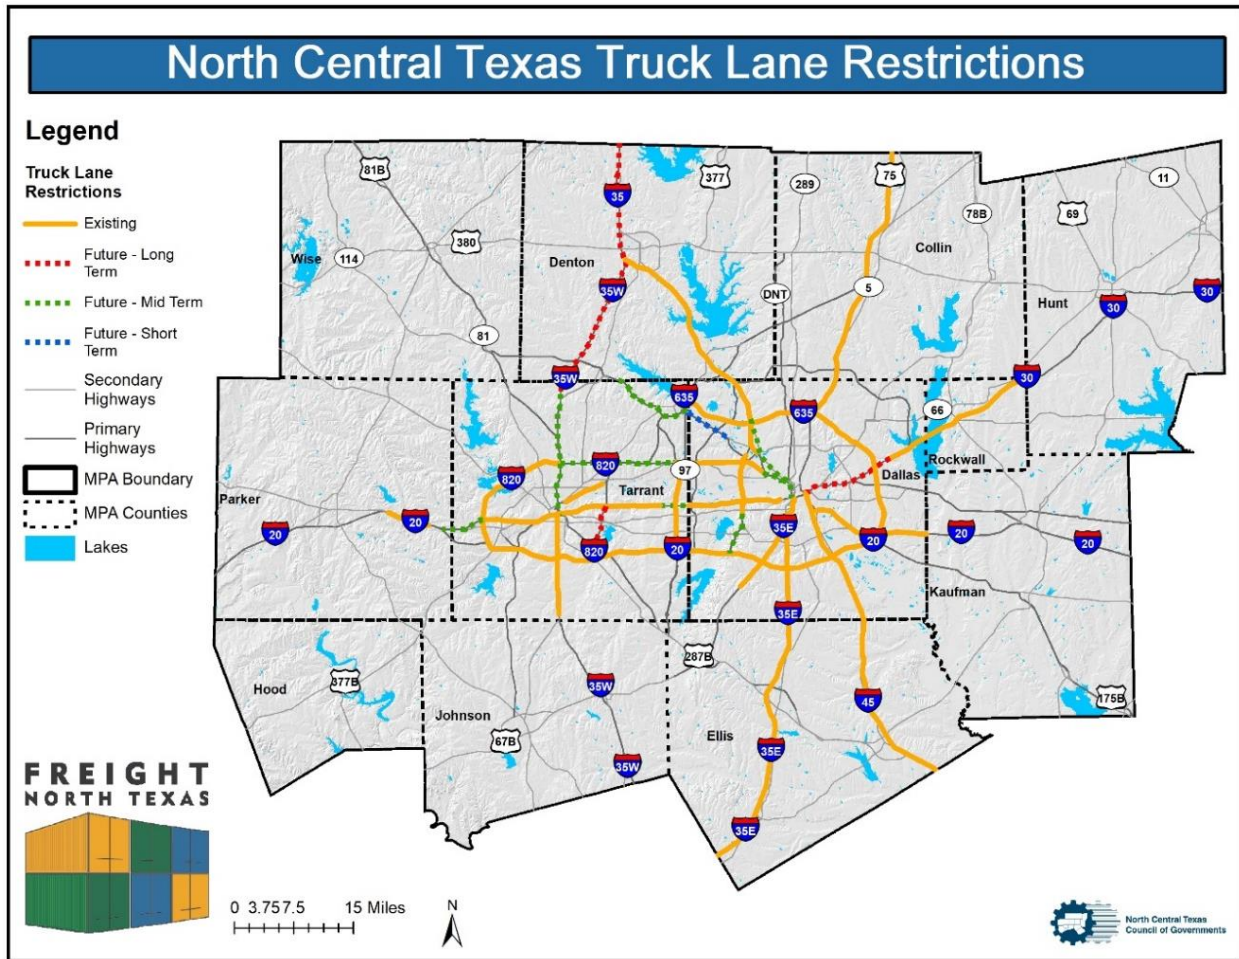 North Central Texas Truck Lane Restrictions
Legend
Truck Lane
Restrictions
Existing
Future - Long
Term
Future - Mid Term
Future - Short
Term
Secondary
Highways
Primary
Highways
MPA Boundary
MPA Counties
Lakes
81B
377
289
75
11
35
78B
69
380
Collin
Wise
114
Denton
35W
DNT
5
Hunt
30
30
81
35W
635
635
66
30
820
820
97
Tarrant
Dallas
Rockwall
Parker
20
20
820
20
35E
20
20
20
Kaufman
35E
287B
Hood
377B
35W
45
175B
Johnson
67B
Ellis
35E
35W
35E
FREIGHT
NORTH TEXAS
0 3.75 7.5 15 Miles
N
North Central Texas
Council of Governments